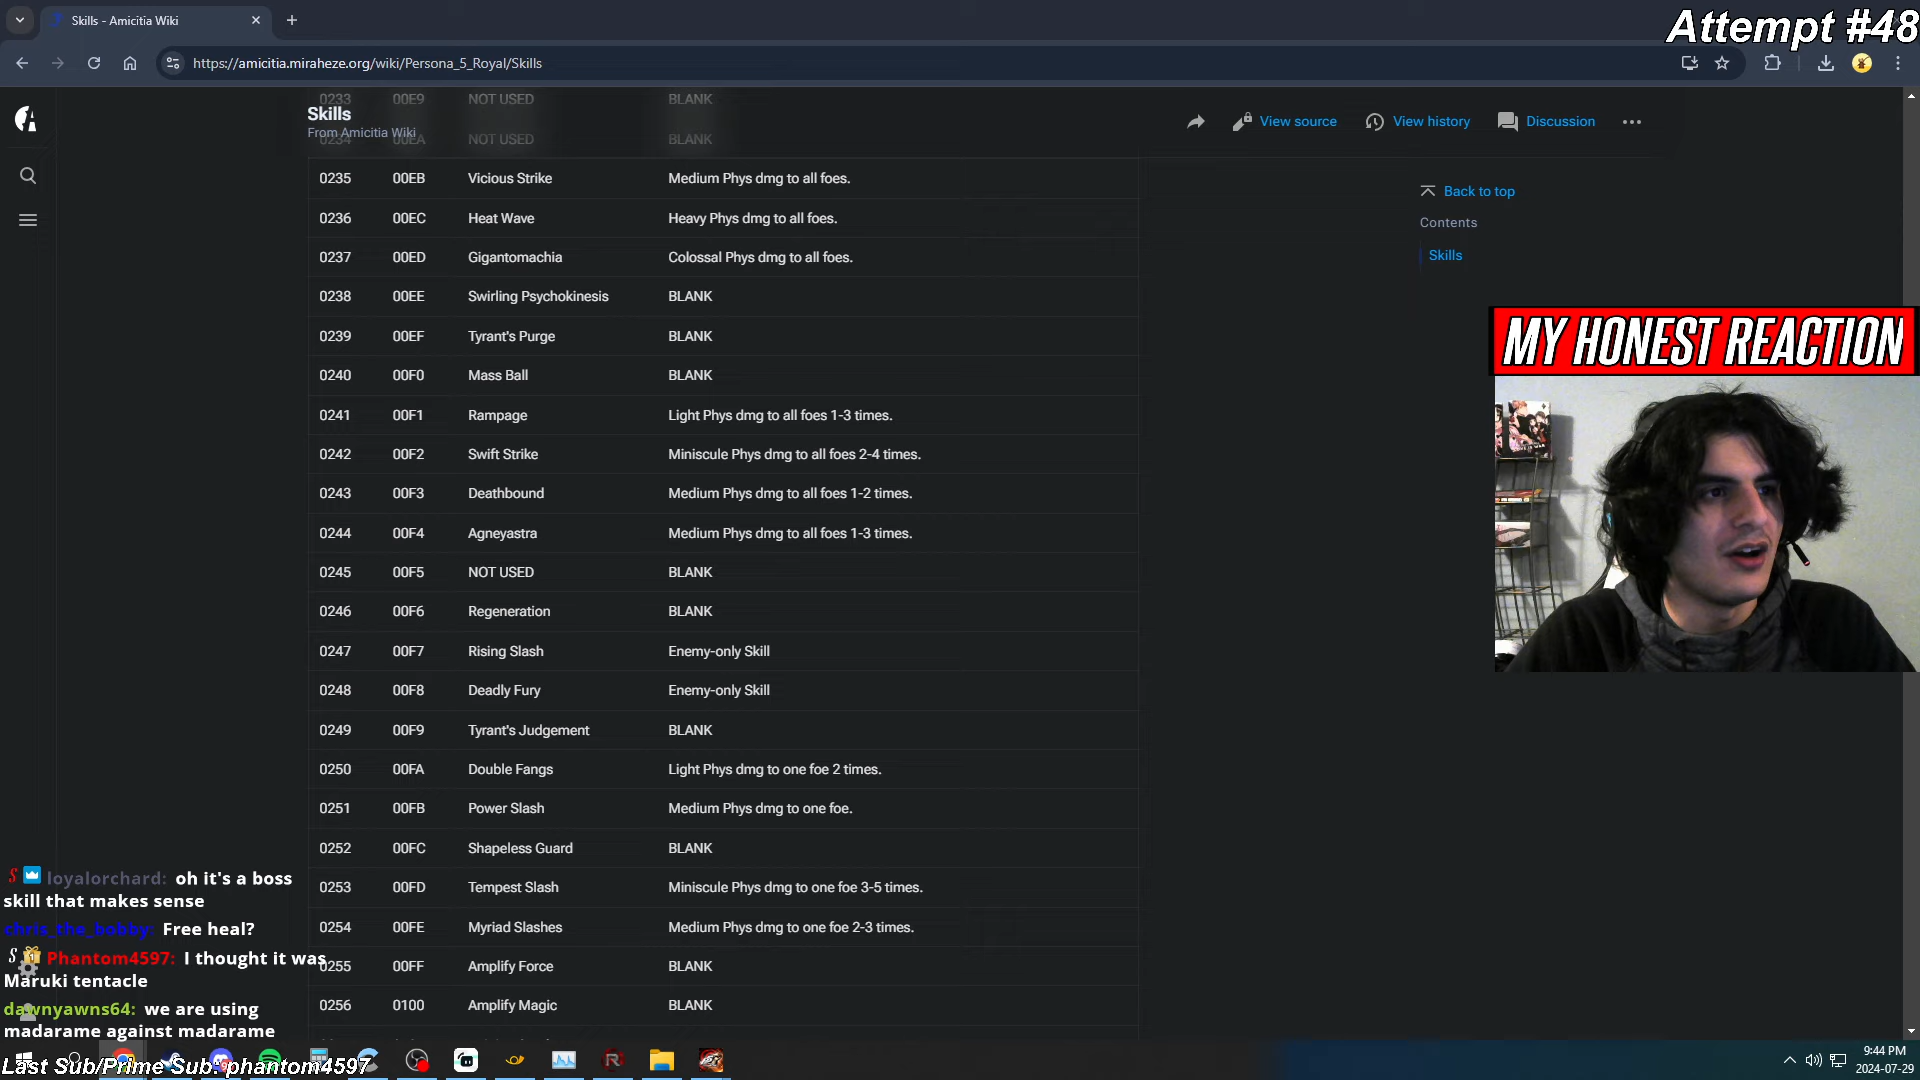 Skills - Amicitia Wiki
Attempt #48
https://amicitia.miraheze.org/wiki/Persona_5_Royal/Skills
0233 00E9 NOT USED BLANK
Skills
From Amicitia Wiki
View source
View history
Discussion
0234 00EA NOT USED BLANK
0235 00EB Vicious Strike Medium Phys dmg to all foes.
0236 00EC Heat Wave Heavy Phys dmg to all foes.
0237 00ED Gigantomachia Colossal Phys dmg to all foes.
0238 00EE Swirling Psychokinesis BLANK
0239 00EF Tyrant's Purge BLANK
0240 00F0 Mass Ball BLANK
0241 00F1 Rampage Light Phys dmg to all foes 1-3 times.
0242 00F2 Swift Strike Miniscule Phys dmg to all foes 2-4 times.
0243 00F3 Deathbound Medium Phys dmg to all foes 1-2 times.
0244 00F4 Agneyastra Medium Phys dmg to all foes 1-3 times.
0245 00F5 NOT USED BLANK
0246 00F6 Regeneration BLANK
0247 00F7 Rising Slash Enemy-only Skill
0248 00F8 Deadly Fury Enemy-only Skill
0249 00F9 Tyrant's Judgement BLANK
0250 00FA Double Fangs Light Phys dmg to one foe 2 times.
0251 00FB Power Slash Medium Phys dmg to one foe.
0252 00FC Shapeless Guard BLANK
0253 00FD Tempest Slash Miniscule Phys dmg to one foe 3-5 times.
0254 00FE Myriad Slashes Medium Phys dmg to one foe 2-3 times.
0255 00FF Amplify Force BLANK
0256 0100 Amplify Magic BLANK
Back to top
Contents
Skills
MY HONEST REACTION
loyalorchard: oh it's a boss
skill that makes sense
chris_the_bobby: Free heal?
Phantom4597: I thought it was
Maruki tentacle
dawnyawns64: we are using
madarame against madarame
Last Sub/Prime Sub: phantom4597
9:44 PM
2024-07-29